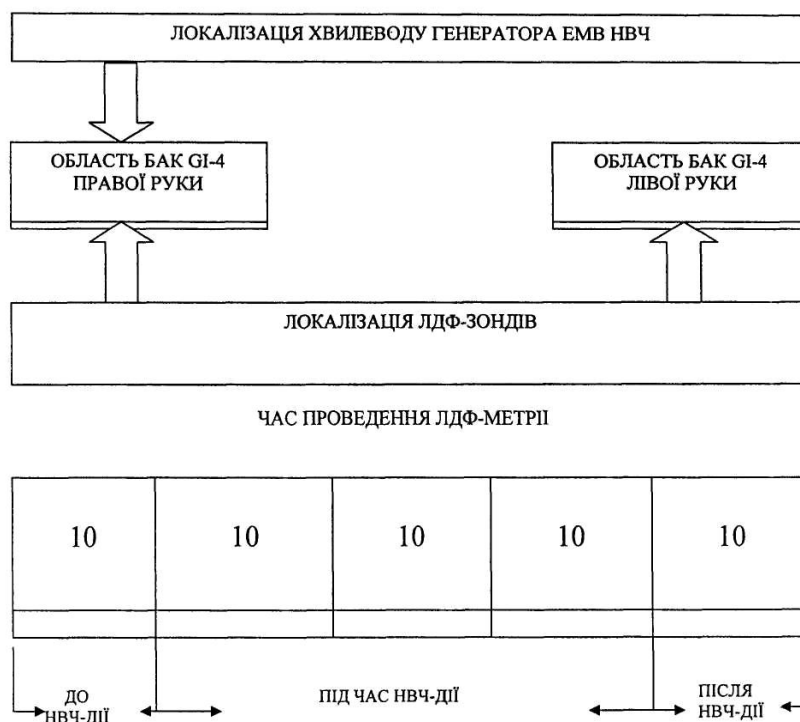 ЛОКАЛІЗАЦІЯ ХВИЛЕВОДУ ГЕНЕРАТОРА ЕМВ НВЧ
ОБЛАСТЬ БАК GI-4
ПРАВОЇ РУКИ
ОБЛАСТЬ БАК GI-4
ЛІВОЇ РУКИ
ЛОКАЛІЗАЦІЯ ЛДФ-ЗОНДІВ
ЧАС ПРОВЕДЕННЯ ЛДФ-МЕТРІЇ
10 10 10 10 10
ДО
НВЧ-ДІЇ
ПІД ЧАС НВЧ-ДІЇ
ПІСЛЯ
НВЧ-ДІЇ